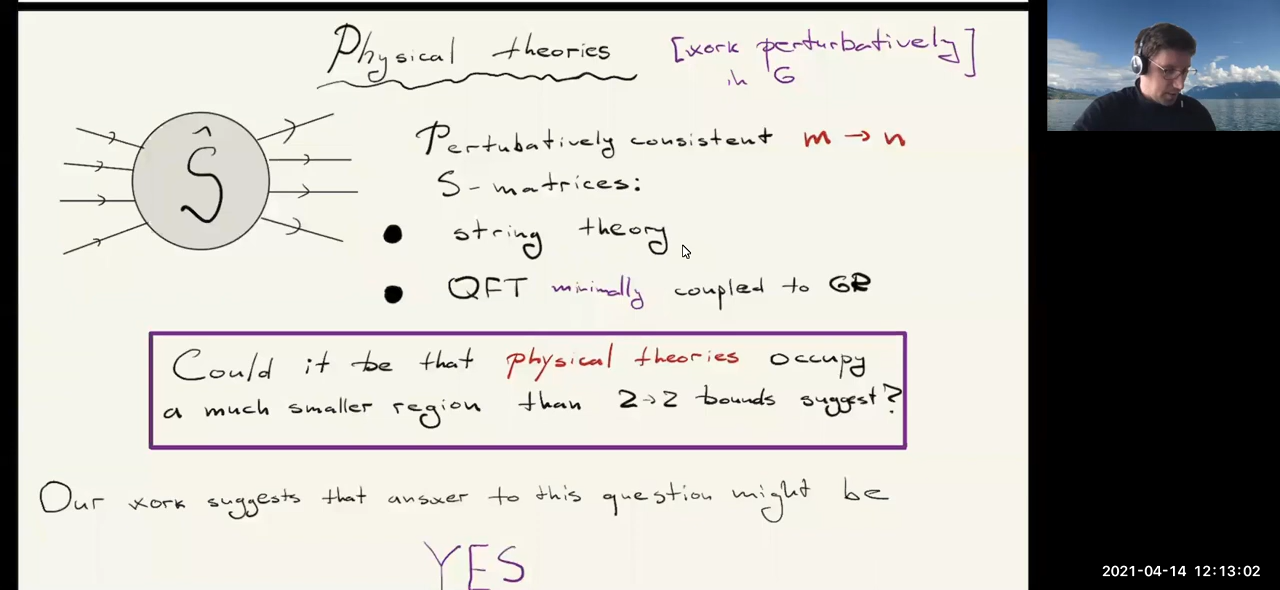 Physical theories [work perturbatively]
in G
Ŝ
Pertubatively consistent m → n
S-matrices:
• string theory
• QFT minimally coupled to GR
Could it be that physical theories occupy
a much smaller region than 2→2 bounds suggest?
Our work suggests that answer to this question might be
YES
2021-04-14 12:13:02